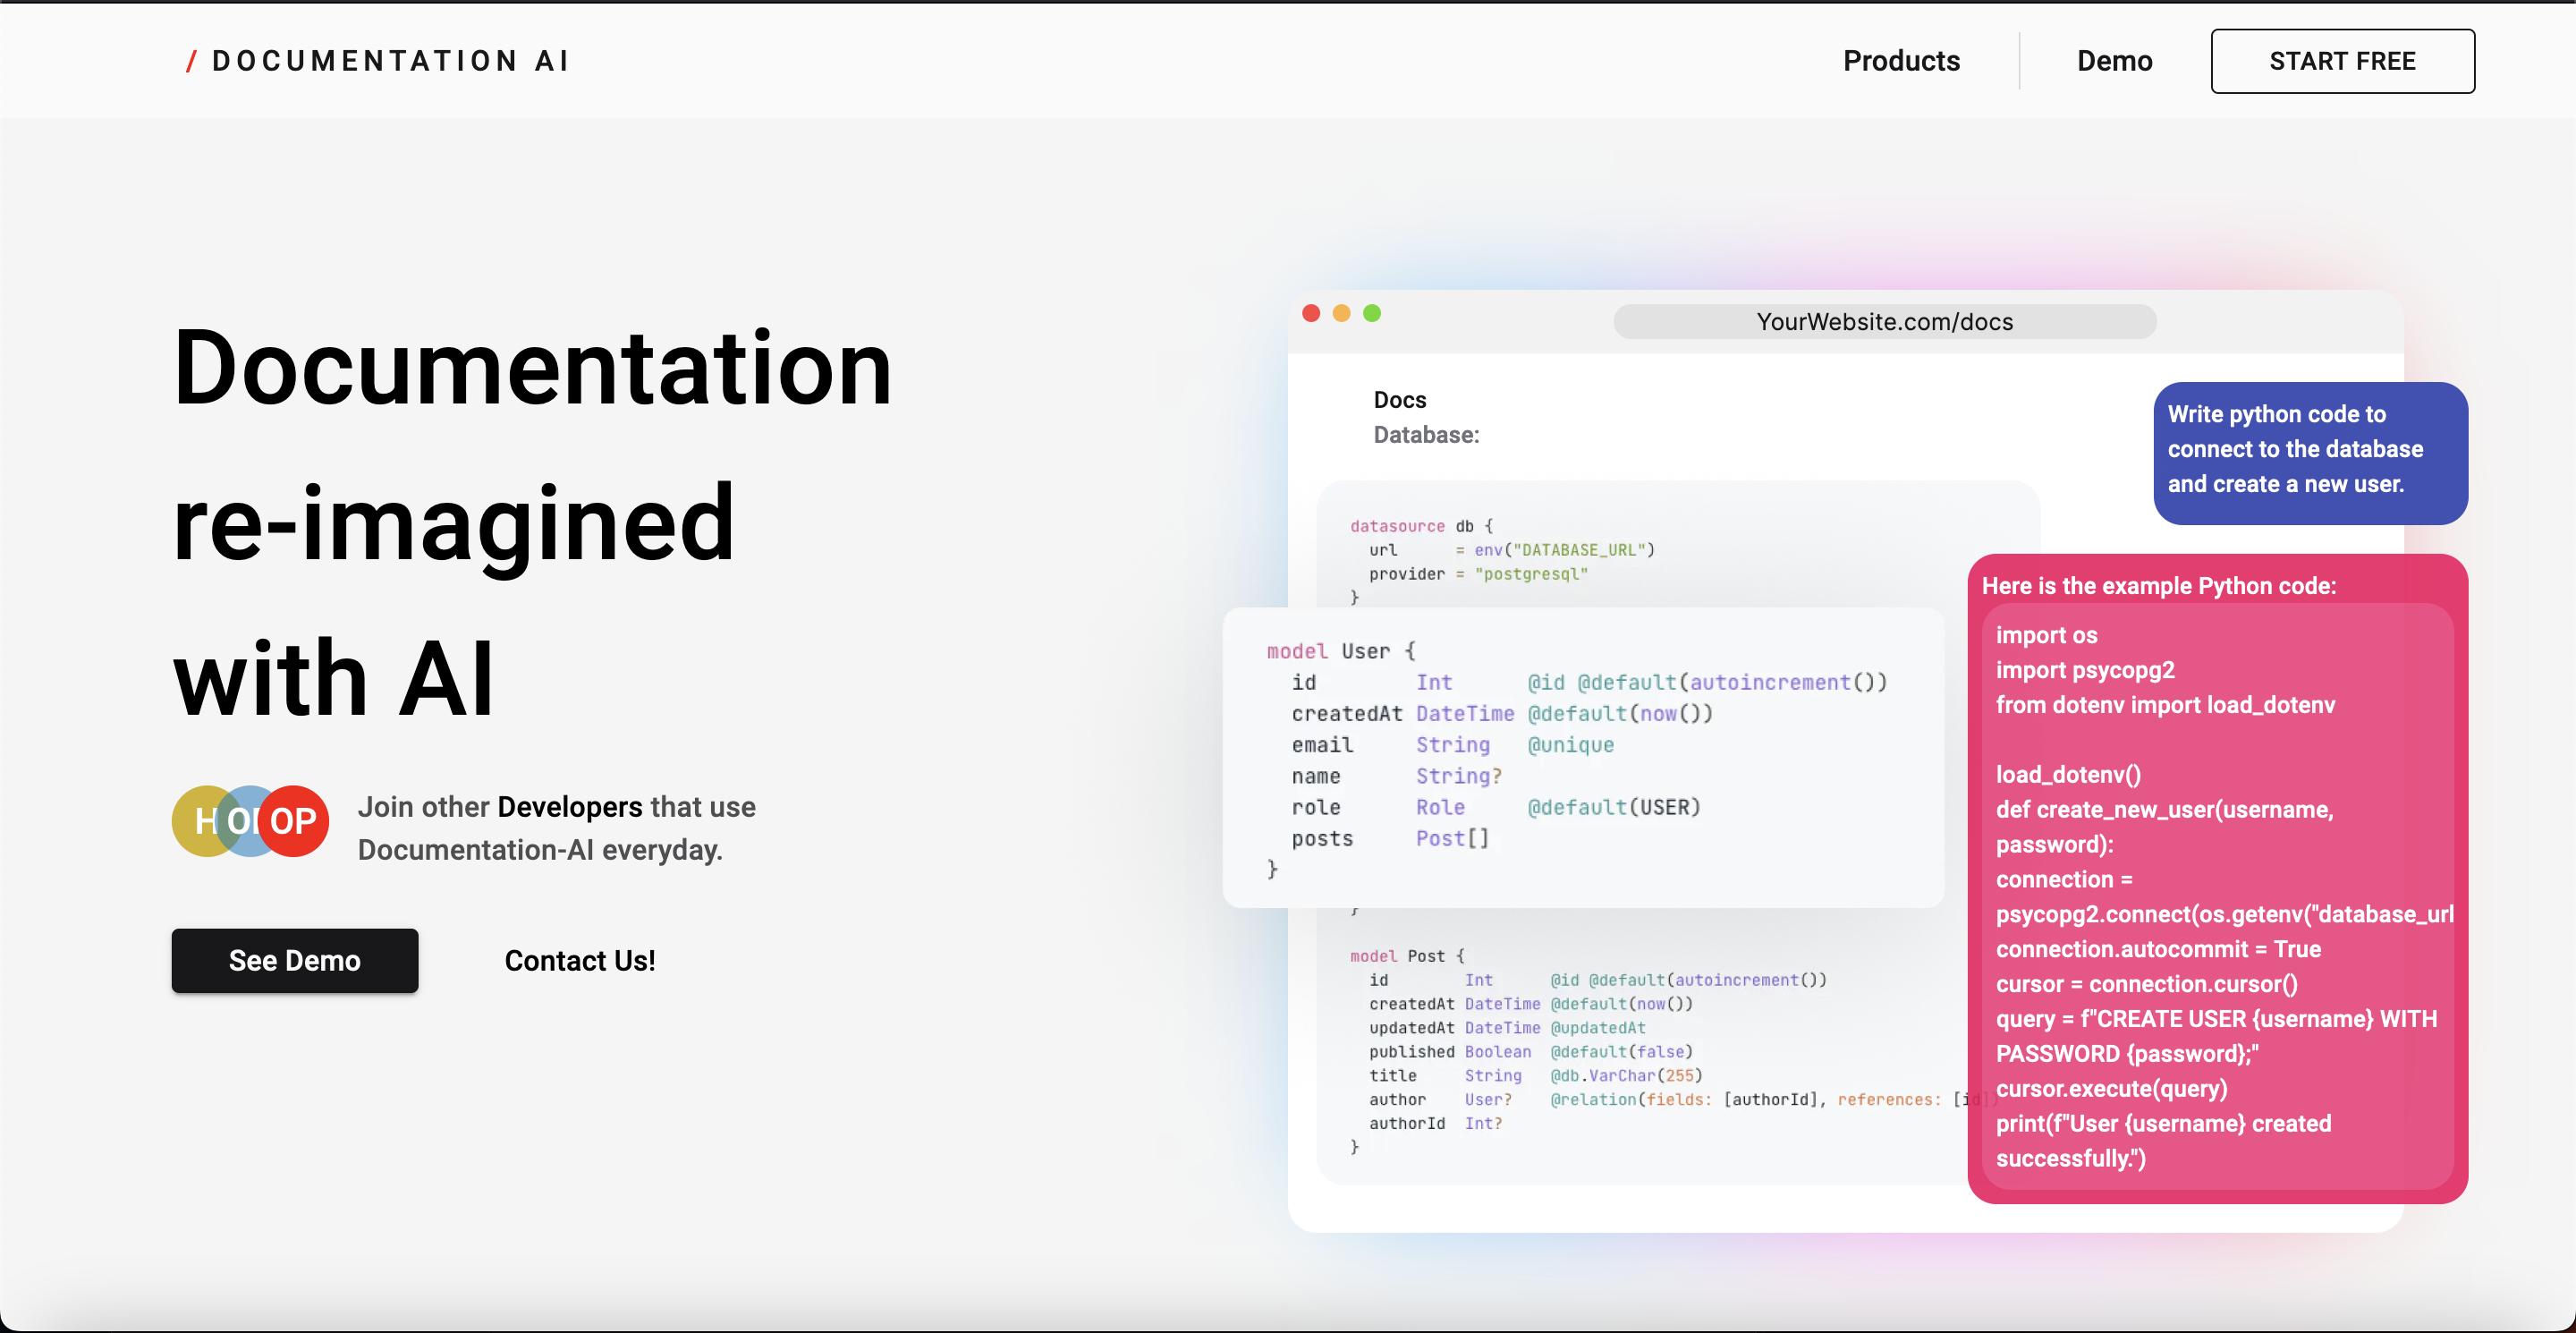 / DOCUMENTATION AI
Products
Demo
START FREE
Documentation
re-imagined
with AI
H
OP
Join other Developers that use
Documentation-AI everyday.
See Demo
Contact Us!
YourWebsite.com/docs
Docs
Database:
datasource db {
  url      = env("DATABASE_URL")
  provider = "postgresql"
}
model User {
  id        Int      @id @default(autoincrement())
  createdAt DateTime @default(now())
  email     String   @unique
  name      String?
  role      Role     @default(USER)
  posts     Post[]
}
}
model Post {
  id        Int      @id @default(autoincrement())
  createdAt DateTime @default(now())
  updatedAt DateTime @updatedAt
  published Boolean  @default(false)
  title     String   @db.VarChar(255)
  author    User?    @relation(fields: [authorId], references: [id])
  authorId  Int?
}
Write python code to
connect to the database
and create a new user.
Here is the example Python code:
import os
import psycopg2
from dotenv import load_dotenv
load_dotenv()
def create_new_user(username,
password):
connection =
psycopg2.connect(os.getenv("database_url
connection.autocommit = True
cursor = connection.cursor()
query = f"CREATE USER {username} WITH
PASSWORD {password};"
cursor.execute(query)
print(f"User {username} created
successfully.")